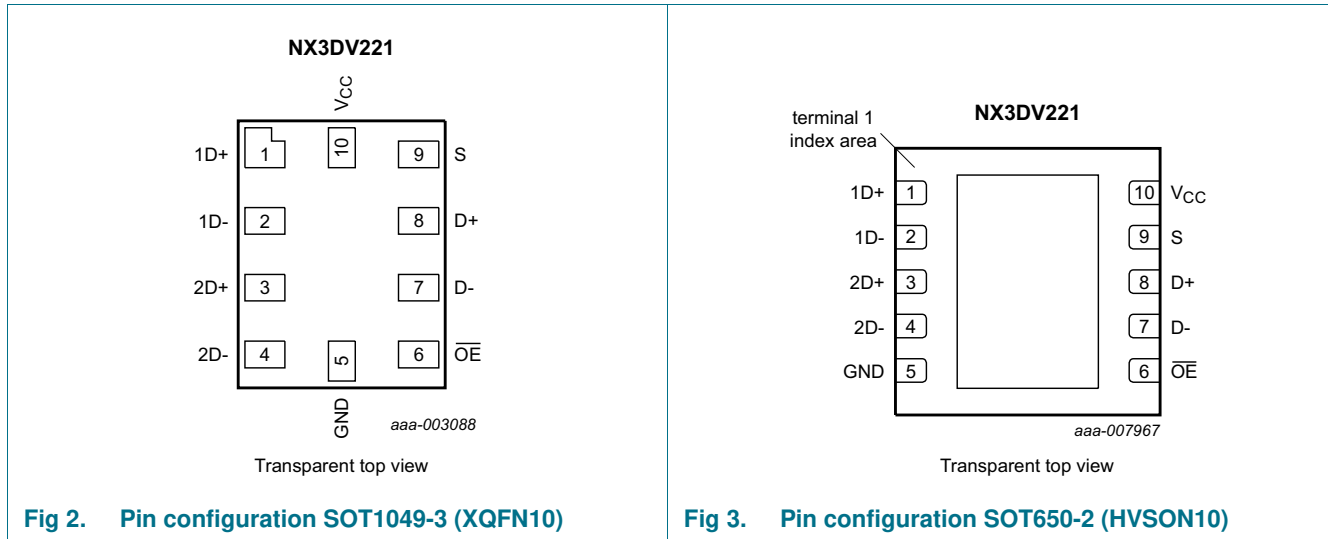 NX3DV221
VCC
1D+ 1 10 9 S
1D- 2 8 D+
2D+ 3 7 D-
2D- 4 5 6 OE
GND
aaa-003088
Transparent top view
Fig 2. Pin configuration SOT1049-3 (XQFN10)
NX3DV221
terminal 1
index area
1D+ 1 10 VCC
1D- 2 9 S
2D+ 3 8 D+
2D- 4 7 D-
GND 5 6 OE
aaa-007967
Transparent top view
Fig 3. Pin configuration SOT650-2 (HVSON10)